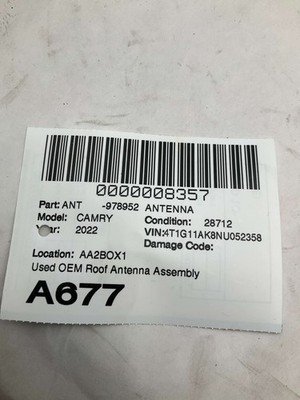 0000008357
Part: ANT -978952 ANTENNA
Model: CAMRY Condition: 28712
ar: 2022 VIN:4T1G11AK8NU052358
Damage Code:
Location: AA2BOX1
Used OEM Roof Antenna Assembly
A677